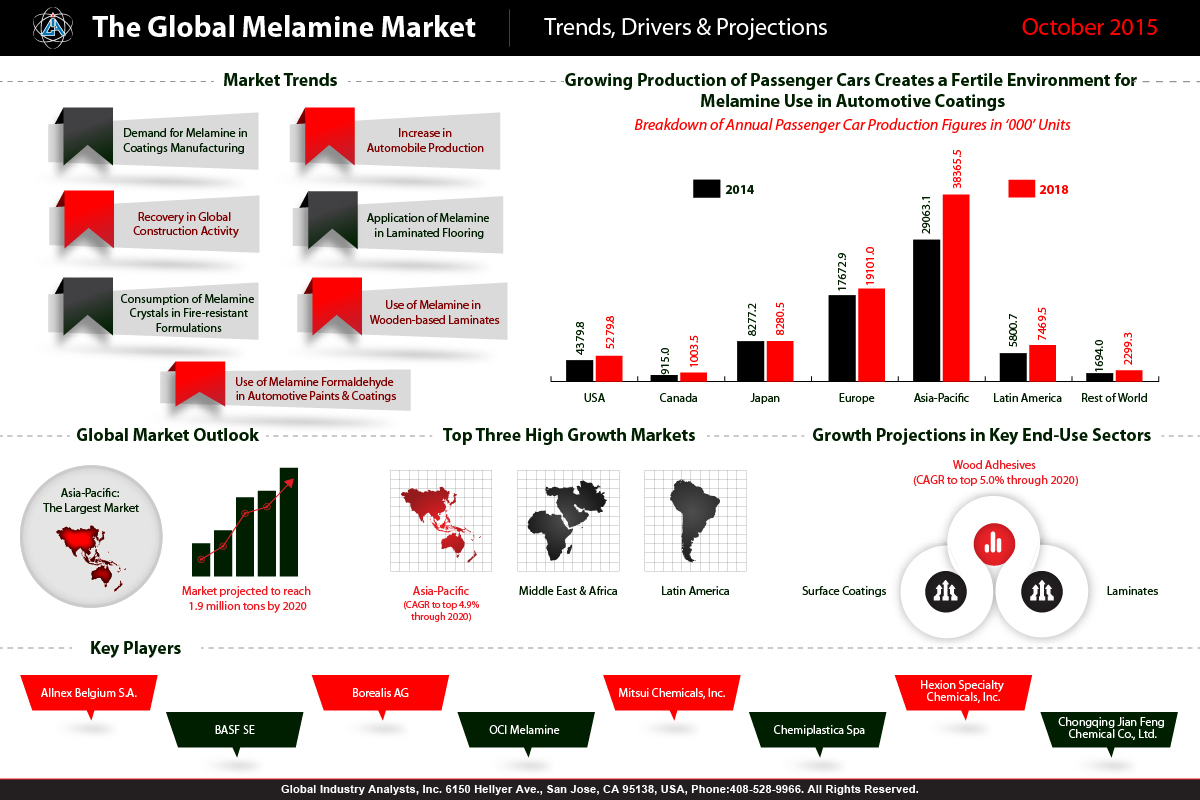 The Global Melamine Market
Trends, Drivers & Projections
October 2015
Market Trends
Demand for Melamine in
Coatings Manufacturing
Increase in
Automobile Production
Recovery in Global
Construction Activity
Application of Melamine
in Laminated Flooring
Consumption of Melamine
Crystals in Fire-resistant
Formulations
Use of Melamine in
Wooden-based Laminates
Use of Melamine Formaldehyde
in Automotive Paints & Coatings
Growing Production of Passenger Cars Creates a Fertile Environment for
Melamine Use in Automotive Coatings
Breakdown of Annual Passenger Car Production Figures in ‘000’ Units
2014
2018
4379.8
5279.8
915.0
1003.5
8277.2
8280.5
17672.9
19101.0
29063.1
38365.5
5800.7
7469.5
1694.0
2299.3
USA
Canada
Japan
Europe
Asia-Pacific
Latin America
Rest of World
Global Market Outlook
Asia-Pacific:
The Largest Market
Market projected to reach
1.9 million tons by 2020
Top Three High Growth Markets
Asia-Pacific
(CAGR to top 4.9%
through 2020)
Middle East & Africa
Latin America
Growth Projections in Key End-Use Sectors
Wood Adhesives
(CAGR to top 5.0% through 2020)
Surface Coatings
Laminates
Key Players
Allnex Belgium S.A.
BASF SE
Borealis AG
OCI Melamine
Mitsui Chemicals, Inc.
Chemiplastica Spa
Hexion Specialty
Chemicals, Inc.
Chongqing Jian Feng
Chemical Co., Ltd.
Global Industry Analysts, Inc. 6150 Hellyer Ave., San Jose, CA 95138, USA, Phone:408-528-9966. All Rights Reserved.